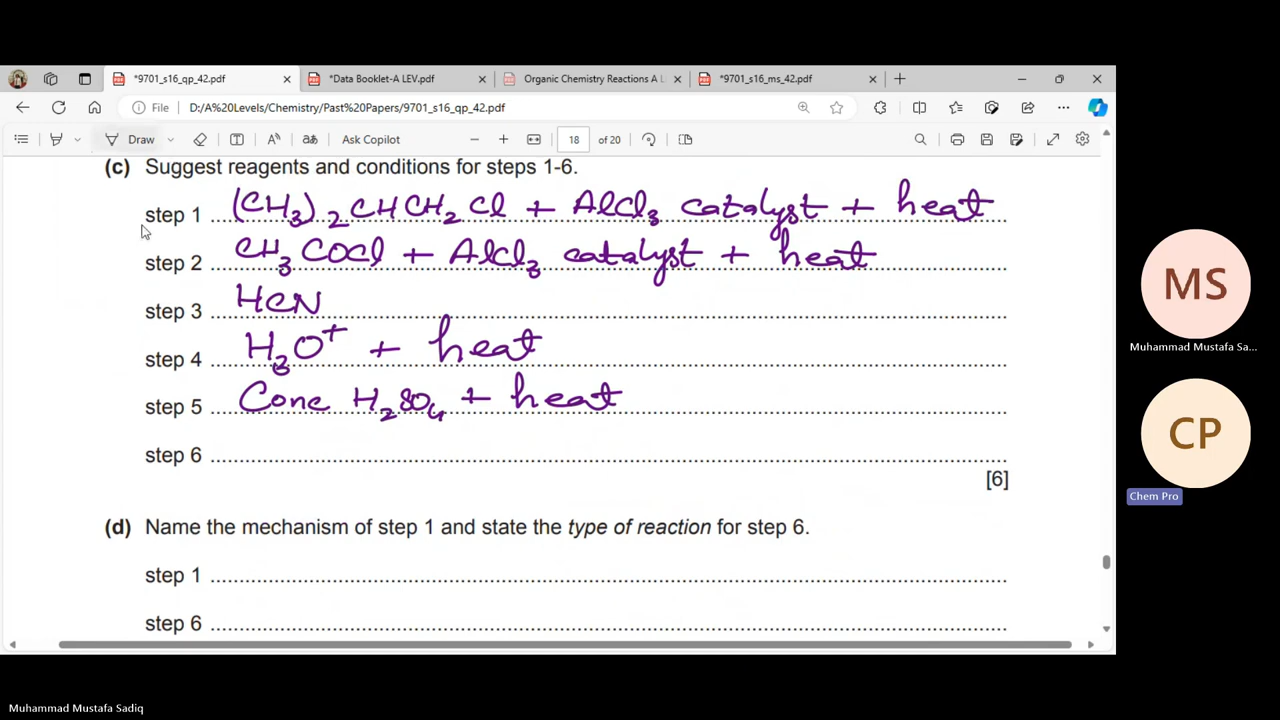 *9701_s16_qp_42.pdf
*Data Booklet-A LEV.pdf
Organic Chemistry Reactions A L
*9701_s16_ms_42.pdf
File
D:/A%20Levels/Chemistry/Past%20Papers/9701_s16_qp_42.pdf
Draw
Ask Copilot
18 of 20
(c) Suggest reagents and conditions for steps 1-6.
step 1 (CH3)2CHCH2Cl + AlCl3 catalyst + heat
step 2 CH3COCl + AlCl3 catalyst + heat
step 3 HCN
step 4 H3O+ + heat
step 5 Conc H2SO4 + heat
step 6
[6]
(d) Name the mechanism of step 1 and state the type of reaction for step 6.
step 1
step 6
MS
Muhammad Mustafa Sa...
CP
Chem Pro
Muhammad Mustafa Sadiq